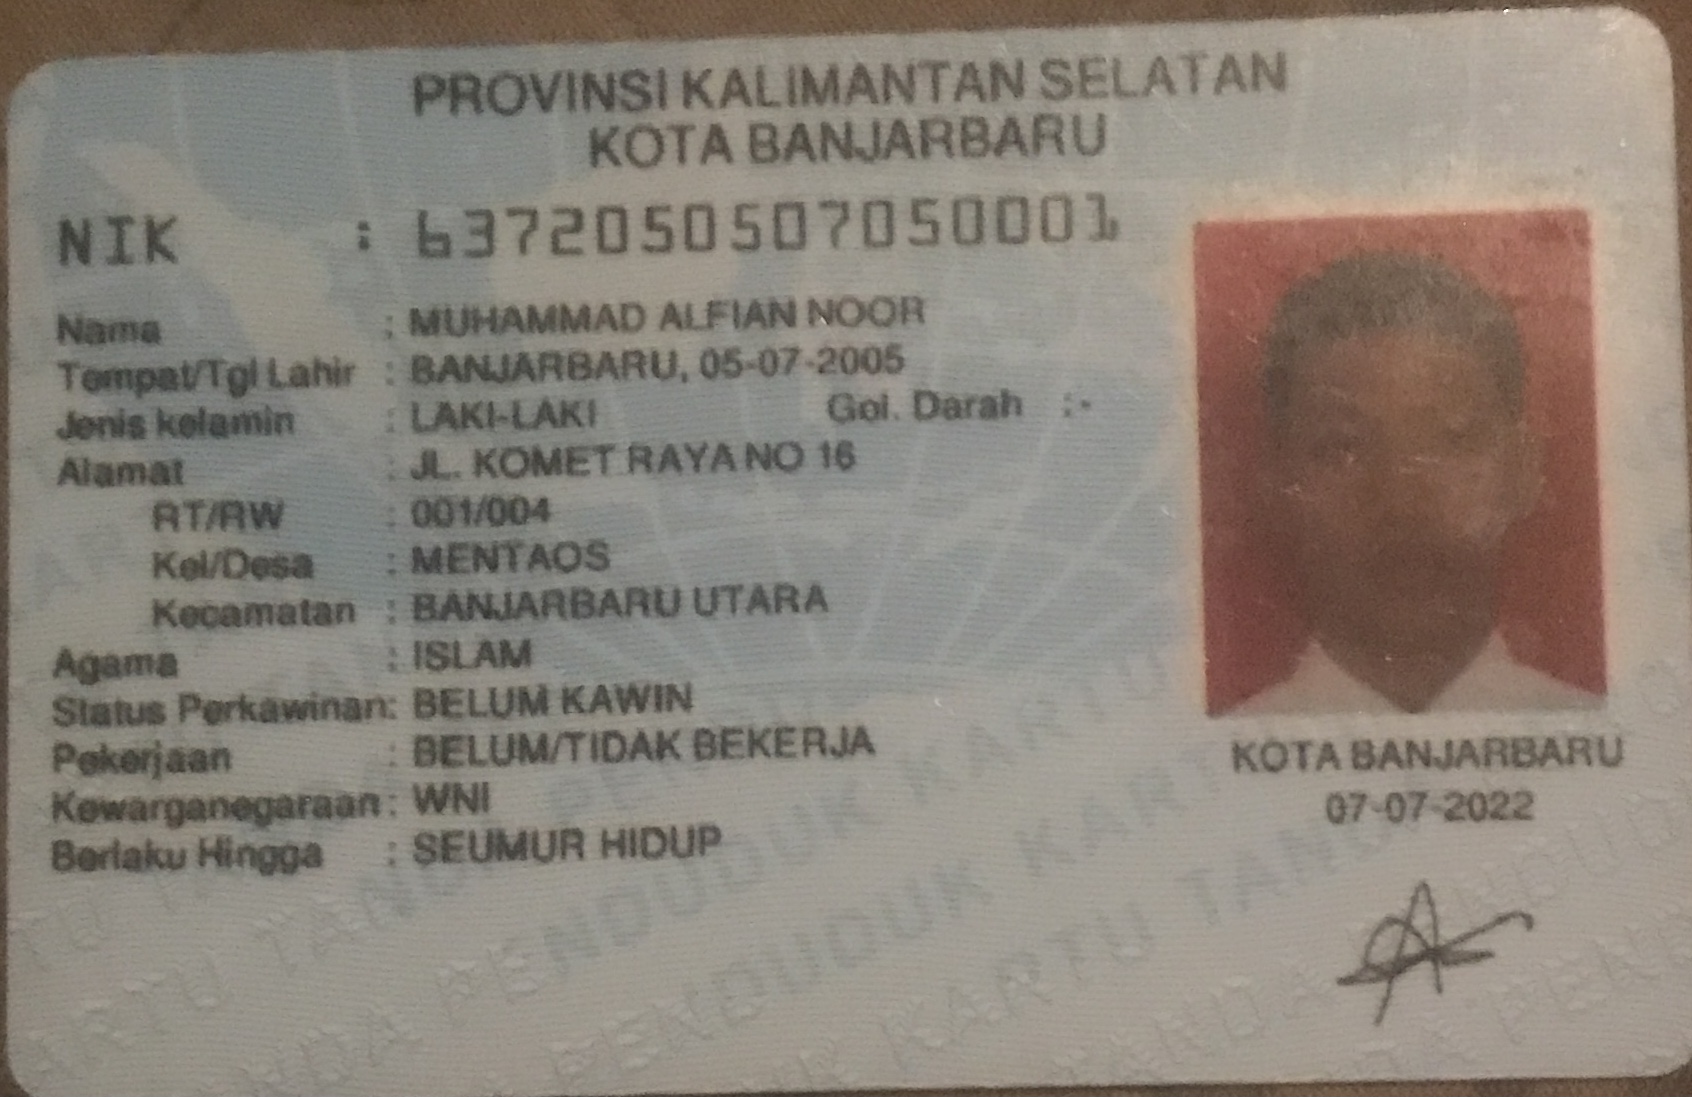 PROVINSI KALIMANTAN SELATAN
KOTA BANJARBARU
NIK : 6372050507050001
Nama : MUHAMMAD ALFIAN NOOR
Tempat/Tgl Lahir : BANJARBARU, 05-07-2005
Jenis kelamin : LAKI-LAKI Gol. Darah :-
Alamat : JL. KOMET RAYA NO 16
RT/RW : 001/004
Kel/Desa : MENTAOS
Kecamatan : BANJARBARU UTARA
Agama : ISLAM
Status Perkawinan: BELUM KAWIN
Pekerjaan : BELUM/TIDAK BEKERJA
Kewarganegaraan: WNI
Berlaku Hingga : SEUMUR HIDUP
KOTA BANJARBARU
07-07-2022